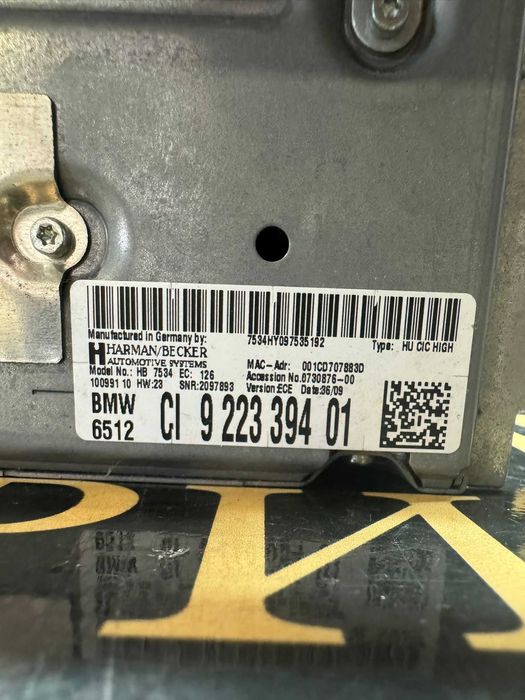 7534HY097535192
Manufactured in Germany by:
Type: HU CIC HIGH
HARMAN/BECKER
AUTOMOTIVE SYSTEMS
MAC-Adr: 001CD707883D
Model No.: HB 7534 EC: 126
Accession No.0730876-00
10099110 HW:23 SNR:2097893
Version:ECE Date:36/09
BMW
6512
CI 9 223 394 01
PK